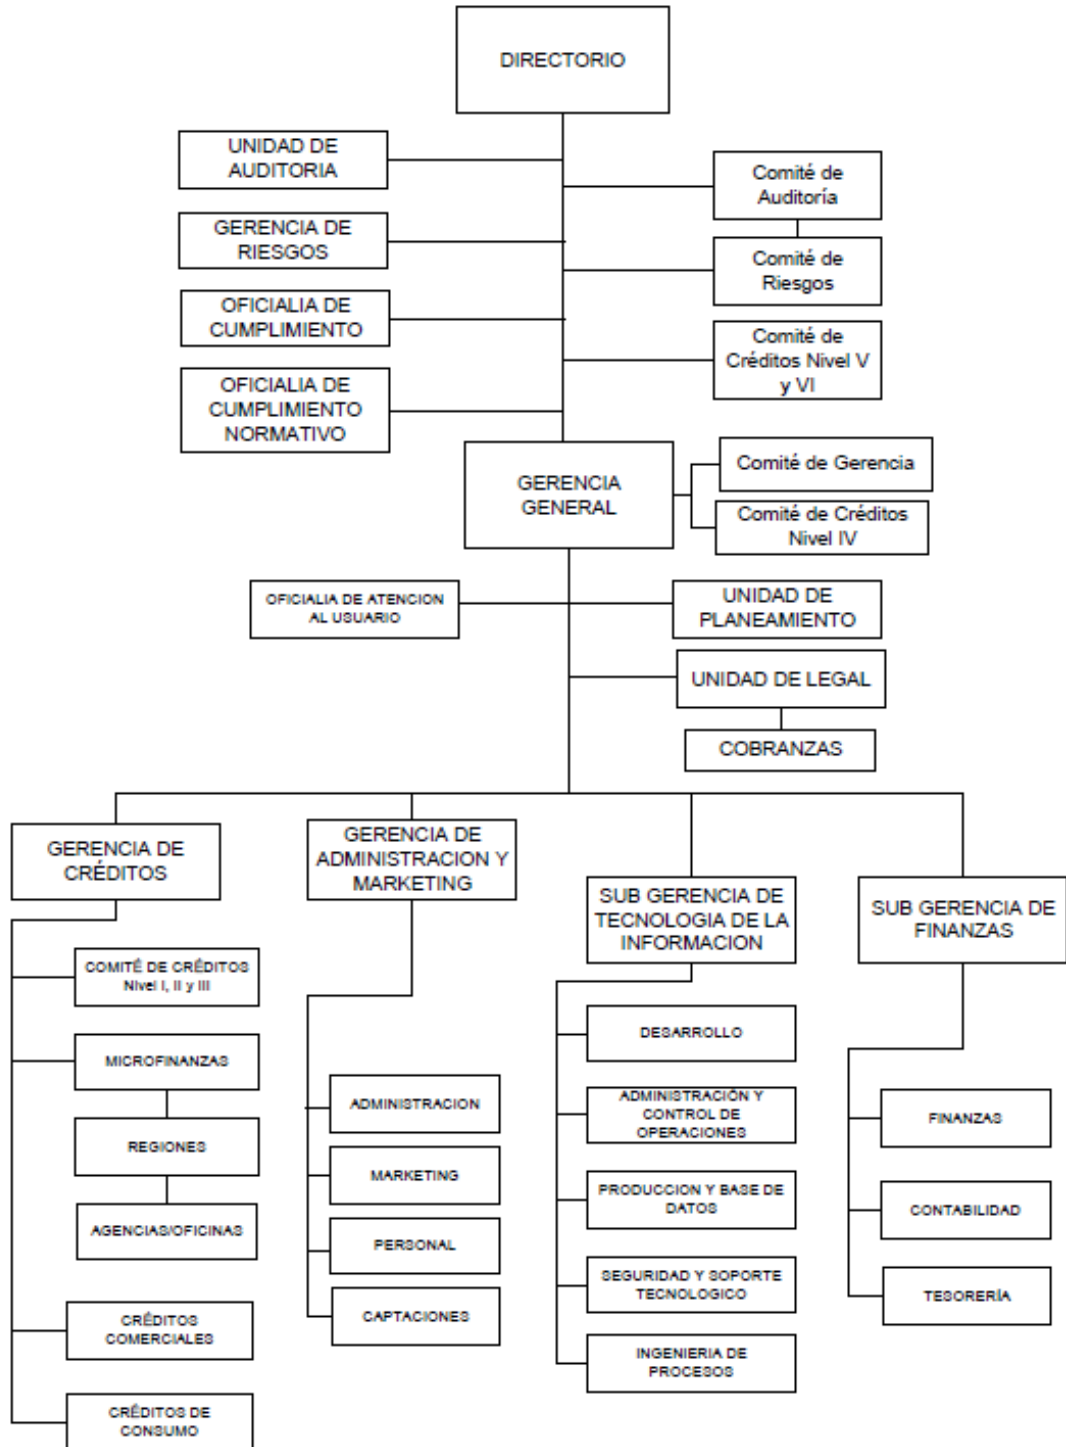 DIRECTORIO
UNIDAD DE
AUDITORIA
Comité de
Auditoría
GERENCIA DE
RIESGOS
Comité de
Riesgos
OFICIALIA DE
CUMPLIMIENTO
Comité de
Créditos Nivel V
y VI
OFICIALIA DE
CUMPLIMIENTO
NORMATIVO
GERENCIA
GENERAL
Comité de Gerencia
Comité de Créditos
Nivel IV
OFICIALIA DE ATENCION
AL USUARIO
UNIDAD DE
PLANEAMIENTO
UNIDAD DE LEGAL
COBRANZAS
GERENCIA DE
CRÉDITOS
GERENCIA DE
ADMINISTRACION Y
MARKETING
SUB GERENCIA DE
TECNOLOGIA DE LA
INFORMACION
SUB GERENCIA DE
FINANZAS
COMITÉ DE CRÉDITOS
Nivel I, II y III
MICROFINANZAS
REGIONES
AGENCIAS/OFICINAS
CRÉDITOS
COMERCIALES
CRÉDITOS DE
CONSUMO
ADMINISTRACION
MARKETING
PERSONAL
CAPTACIONES
DESARROLLO
ADMINISTRACIÓN Y
CONTROL DE
OPERACIONES
PRODUCCION Y BASE DE
DATOS
SEGURIDAD Y SOPORTE
TECNOLOGICO
INGENIERIA DE
PROCESOS
FINANZAS
CONTABILIDAD
TESORERÍA